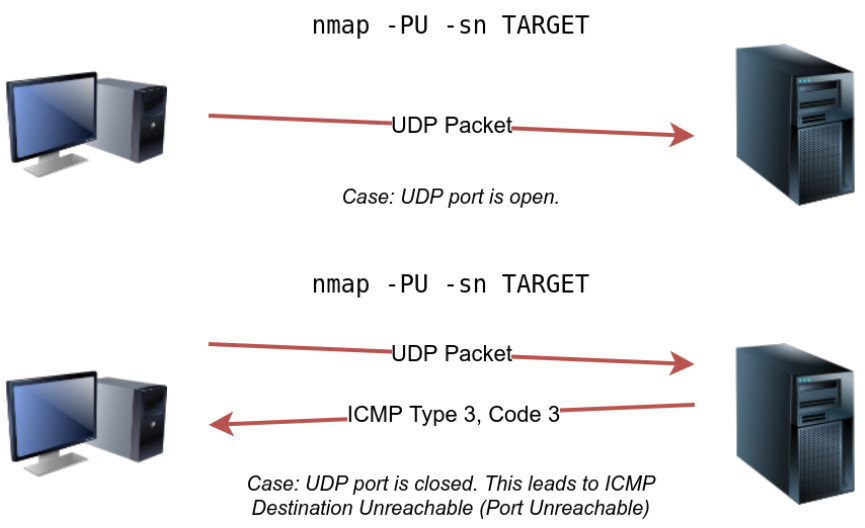 nmap -PU -sn TARGET
UDP Packet
Case: UDP port is open.
nmap -PU -sn TARGET
UDP Packet
ICMP Type 3, Code 3
Case: UDP port is closed. This leads to ICMP
Destination Unreachable (Port Unreachable)